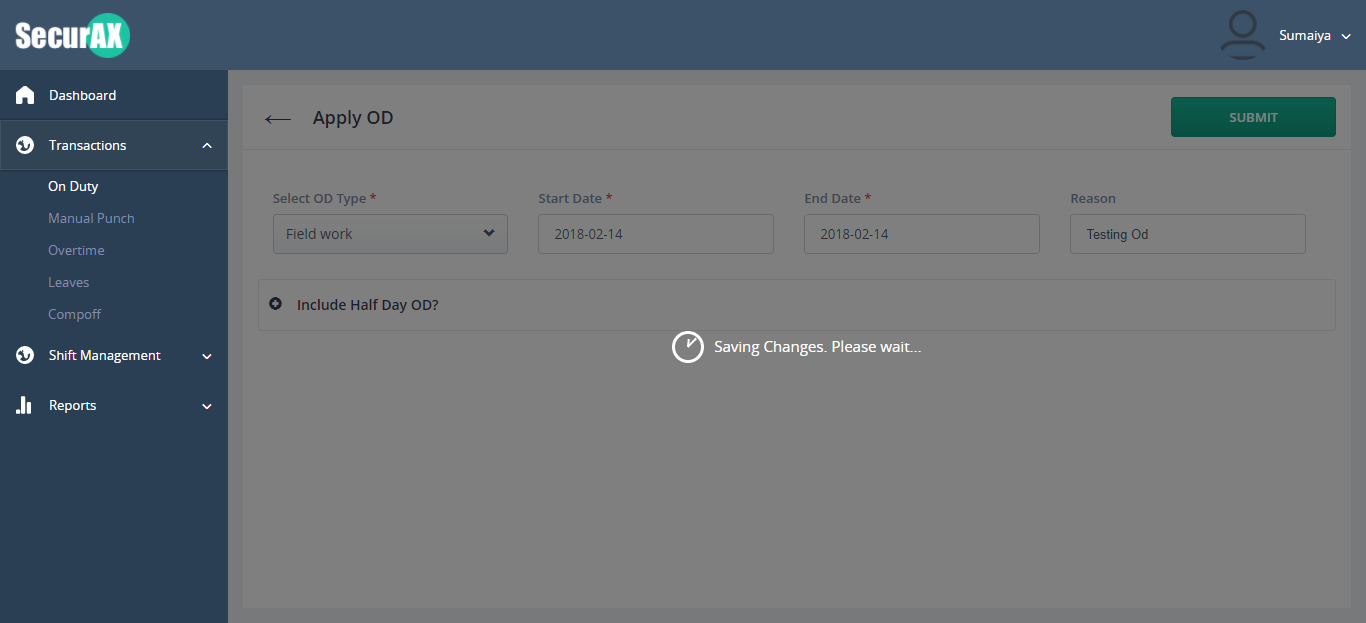 SecurAX
Sumaiya
Dashboard
Transactions
On Duty
Manual Punch
Overtime
Leaves
Compoff
Shift Management
Reports
Apply OD
SUBMIT
Select OD Type * Start Date * End Date * Reason
Field work 2018-02-14 2018-02-14 Testing Od
Include Half Day OD?
Saving Changes. Please wait...